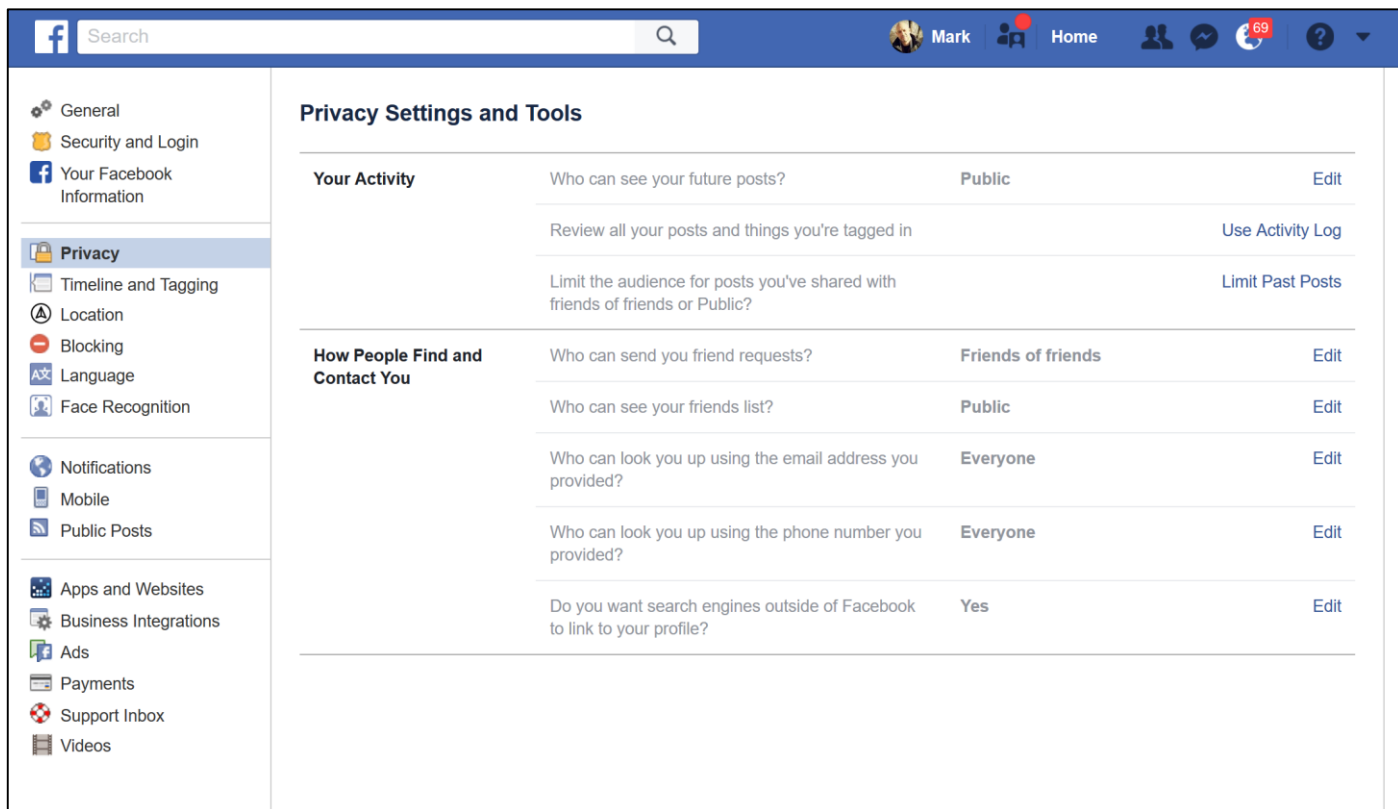 f
Search
Mark
Home
69
?
General
Security and Login
Your Facebook
Information
Privacy
Timeline and Tagging
Location
Blocking
A文 Language
Face Recognition
Notifications
Mobile
Public Posts
Apps and Websites
Business Integrations
Ads
Payments
Support Inbox
Videos
Privacy Settings and Tools
Your Activity
Who can see your future posts?
Public
Edit
Review all your posts and things you're tagged in
Use Activity Log
Limit the audience for posts you've shared with
friends of friends or Public?
Limit Past Posts
How People Find and
Contact You
Who can send you friend requests?
Friends of friends
Edit
Who can see your friends list?
Public
Edit
Who can look you up using the email address you
provided?
Everyone
Edit
Who can look you up using the phone number you
provided?
Everyone
Edit
Do you want search engines outside of Facebook
to link to your profile?
Yes
Edit